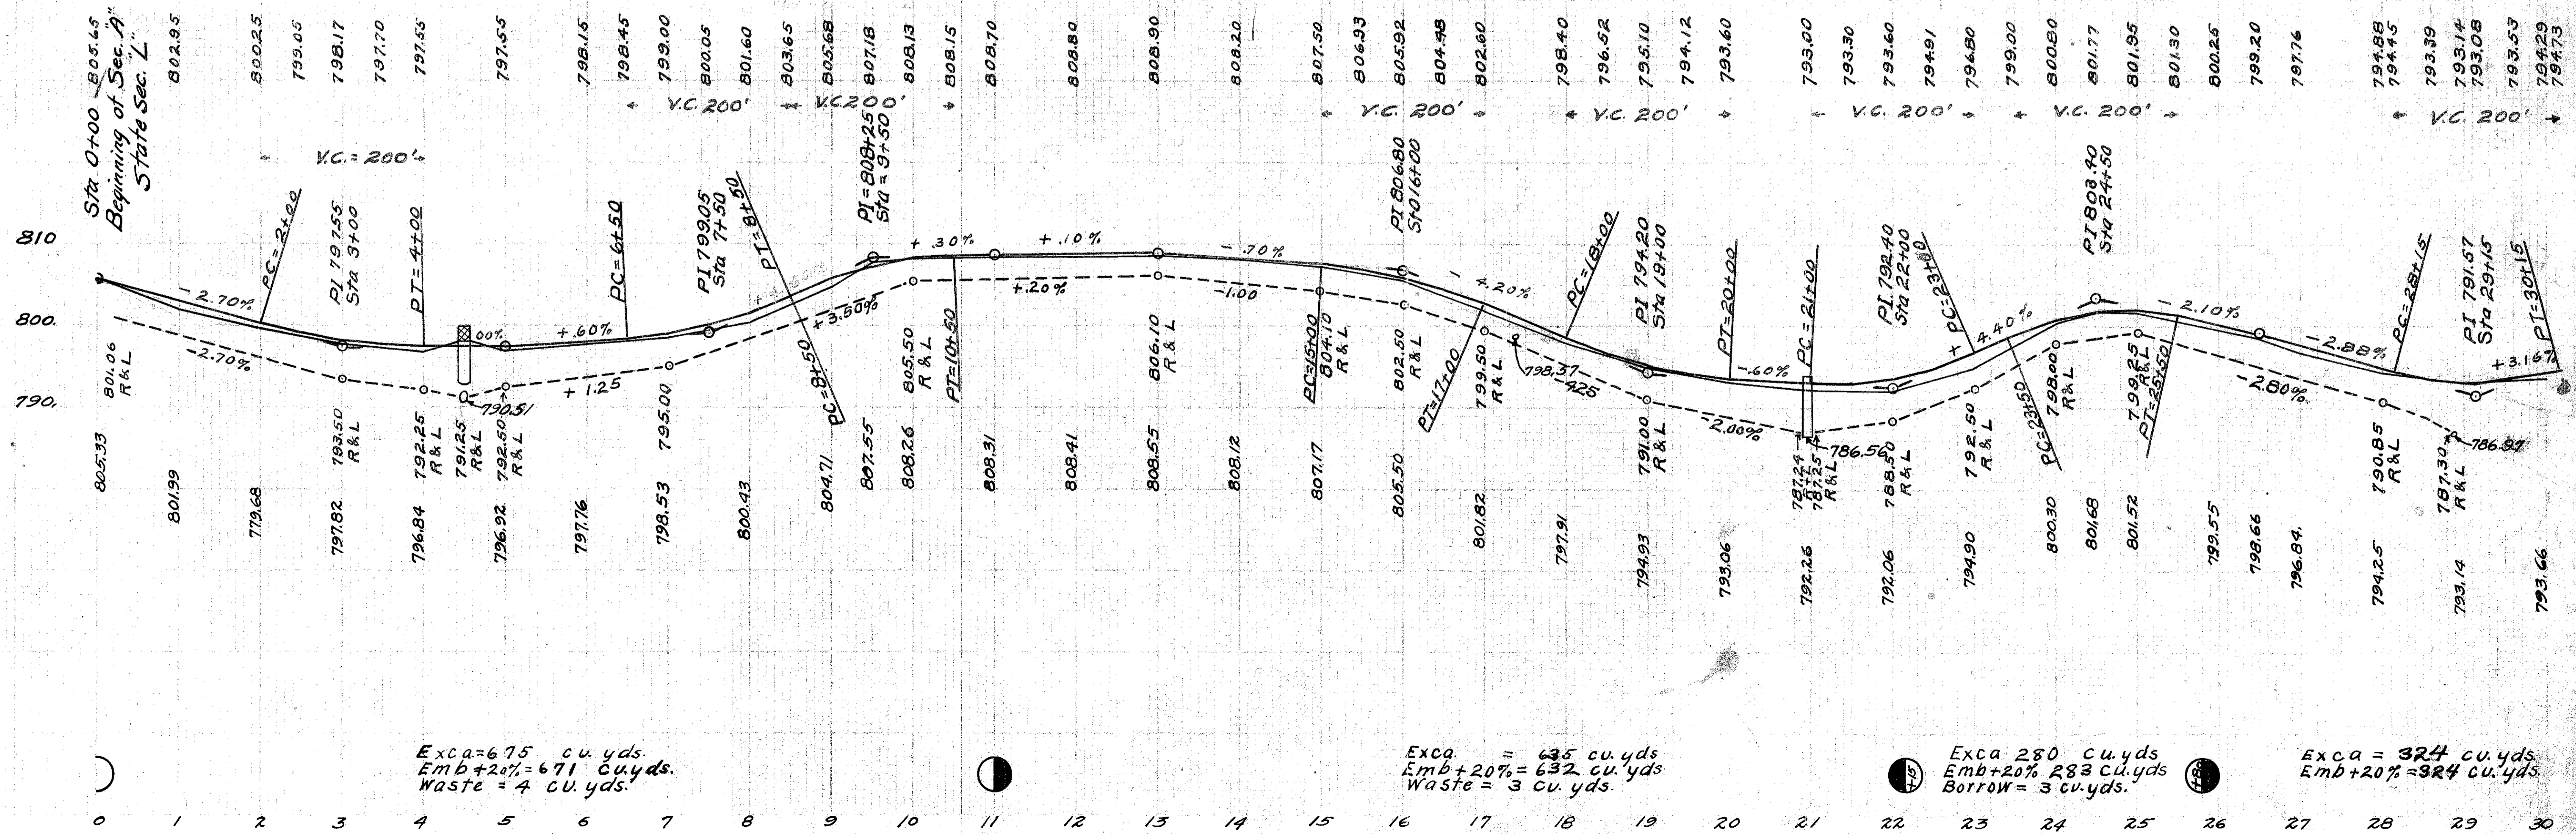 805.65
802.95
800.25
799.05
798.17
797.70
797.55
797.55
798.15
798.45
799.00
800.05
801.60
803.65
805.68
807.18
808.13
808.15
808.70
808.80
808.90
808.20
807.50
806.93
805.92
804.48
802.60
798.40
796.52
795.10
794.12
793.60
793.00
793.30
793.60
794.91
796.80
799.00
800.80
801.77
801.95
801.30
800.25
799.20
797.76
794.88
794.45
793.39
793.14
793.08
793.53
794.29
794.73
Sta 0+00
Beginning of Sec. "A"
State Sec. "L"
V.C. = 200'
V.C. 200'
V.C. 200'
V.C. 200'
V.C. 200'
V.C. 200'
V.C. 200'
V.C. 200'
PC=2+00
PI 797.55
Sta 3+00
PT=4+00
PC=6+50
PI 799.05
Sta 7+50
PT=8+50
PI=808+25
Sta=9+50
PI 806.80
Sta 16+00
PC=18+00
PI 794.20
Sta 19+00
PT=20+00
PC=21+00
PI.792.40
Sta 22+00
PC=23+00
PI 803.40
Sta 24+50
PC=28+15
PI 791.57
Sta 29+15
PT=30+15
810
800.
790.
-2.70%
.00%
+.60%
+ .30%
+ .10%
- .70%
- 4.20%
-.60%
+ 4.40%
- 2.10%
-2.88%
+3.16%
-2.70%
+ 1.25
+3.50%
+.20%
-1.00
-425
-2.00%
-2.80%
PC=8+50
PT=10+50
PC=15+00
PT=17+00
PC=23+50
PT=25+50
801.06
R & L
793.50
R & L
792.25
R & L
791.25
R & L
790.51
792.50
R & L
795.00
805.50
R & L
806.10
R & L
804.10
R & L
802.50
R & L
799.50
R & L
798.57
791.00
R & L
787.24
R+L
787.25
R & L
786.56
788.50
R & L
792.50
R & L
798.00
R & L
799.25
R & L
790.85
R & L
787.30
R & L
786.87
805.33
801.99
779.68
797.82
796.84
796.92
797.76
798.53
800.43
804.71
807.55
808.26
808.31
808.41
808.55
808.12
807.17
805.50
801.82
797.91
794.93
793.06
792.26
792.06
794.90
800.30
801.68
801.52
799.55
798.66
796.84.
794.25
793.14
793.66
Exca=675 cu. yds.
Emb+20%=671 cu.yds.
Waste = 4 cu. yds.
Exca. = 635 cu. yds
Emb+20%= 632 cu. yds
Waste= 3 cu. yds.
+15
Exca 280 cu.yds
Emb+20% 283 cu.yds
Borrow= 3 cu.yds.
+80
Exca = 324 cu. yds.
Emb+20%=324 cu.yds.
0 1 2 3 4 5 6 7 8 9 10 11 12 13 14 15 16 17 18 19 20 21 22 23 24 25 26 27 28 29 30